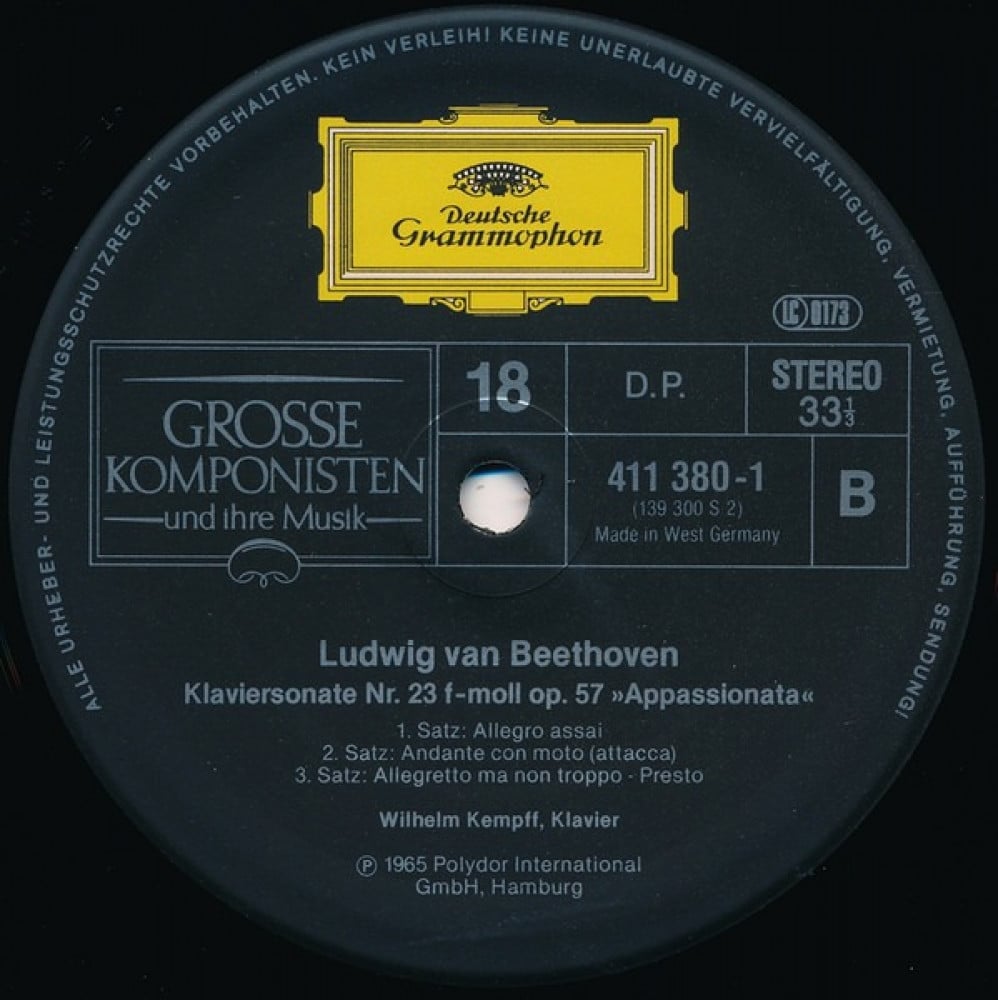 ALLE URHEBER- UND LEISTUNGSSCHUTZRECHTE VORBEHALTEN. KEIN VERLEIH! KEINE UNERLAUBTE VERVIELFÄLTIGUNG, VERMIETUNG, AUFFÜHRUNG, SENDUNG!
Deutsche
Grammophon
LC 0173
GROSSE
KOMPONISTEN
und ihre Musik
18
D.P.
STEREO
33⅓
411 380-1
(139 300 S 2)
Made in West Germany
B
Ludwig van Beethoven
Klaviersonate Nr. 23 f-moll op. 57 »Appassionata«
1. Satz: Allegro assai
2. Satz: Andante con moto (attacca)
3. Satz: Allegretto ma non troppo - Presto
Wilhelm Kempff, Klavier
℗ 1965 Polydor International
GmbH, Hamburg